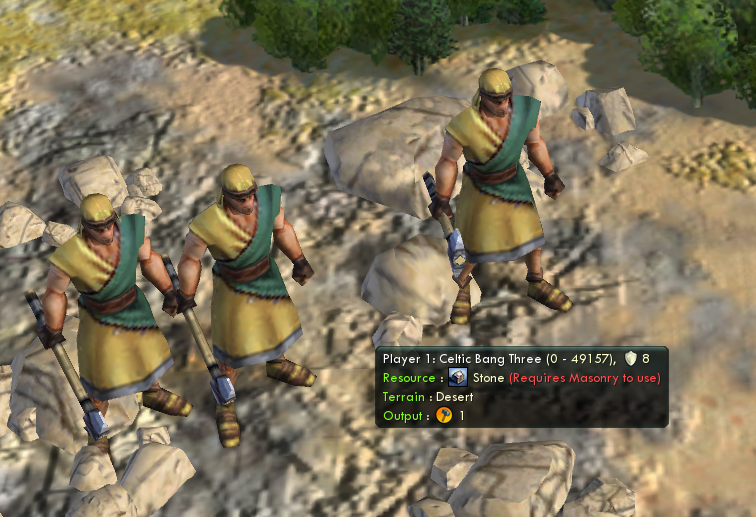 Player 1: Celtic Bang Three (0 - 49157), 8
Resource : Stone (Requires Masonry to use)
Terrain : Desert
Output : 1